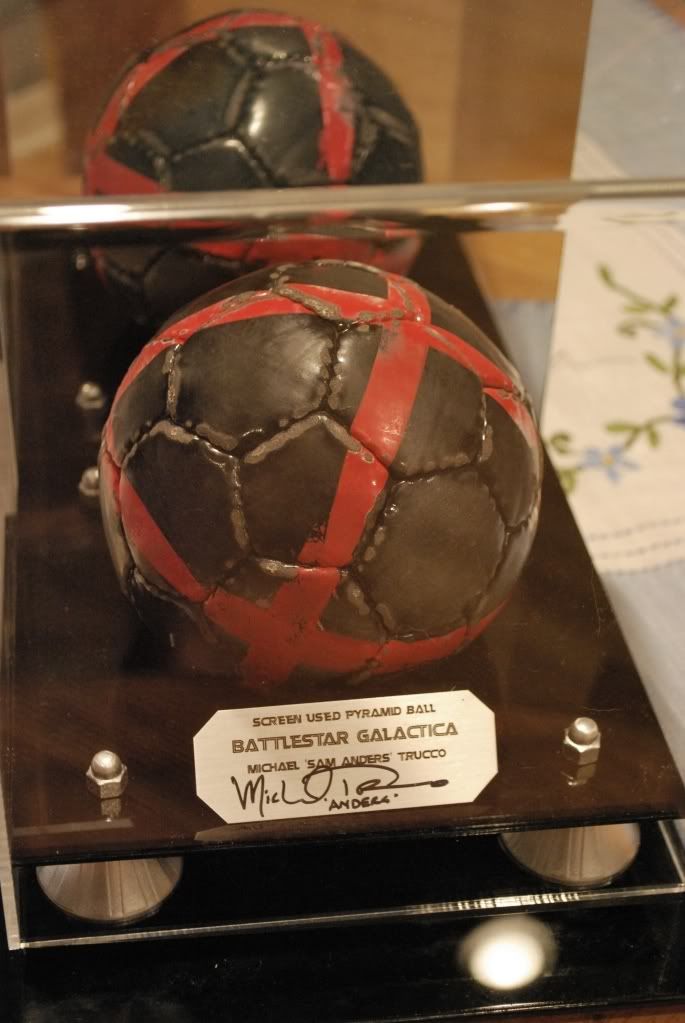 SCREEN USED PYRAMID BALL
BATTLESTAR GALACTICA
MICHAEL 'SAM ANDERS' TRUCCO
"ANDERS"